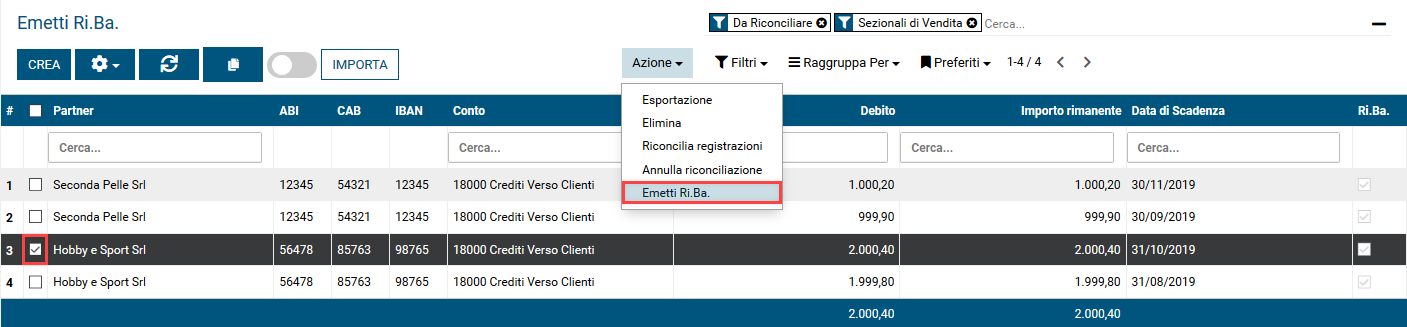 Emetti Ri.Ba.
Da Riconciliare Sezionali di Vendita Cerca...
CREA IMPORTA Azione Filtri Raggruppa Per Preferiti 1-4 / 4
Esportazione
Elimina
Riconcilia registrazioni
Annulla riconciliazione
Emetti Ri.Ba.
# Partner ABI CAB IBAN Conto Debito Importo rimanente Data di Scadenza Ri.Ba.
Cerca... Cerca... Cerca... Cerca...
1 Seconda Pelle Srl 12345 54321 12345 18000 Crediti Verso Clienti 1.000,20 1.000,20 30/11/2019
2 Seconda Pelle Srl 12345 54321 12345 18000 Crediti Verso Clienti 999,90 999,90 30/09/2019
3 Hobby e Sport Srl 56478 85763 98765 18000 Crediti Verso Clienti 2.000,40 2.000,40 31/10/2019
4 Hobby e Sport Srl 56478 85763 98765 18000 Crediti Verso Clienti 1.999,80 1.999,80 31/08/2019
2.000,40 2.000,40